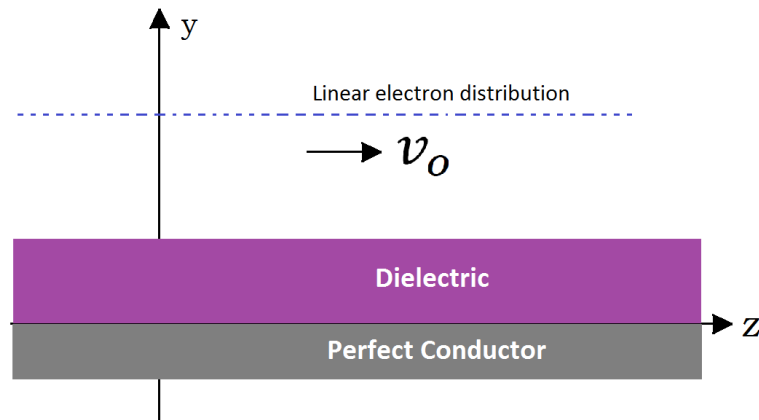 y
Linear electron distribution
v_o
Dielectric
z
Perfect Conductor